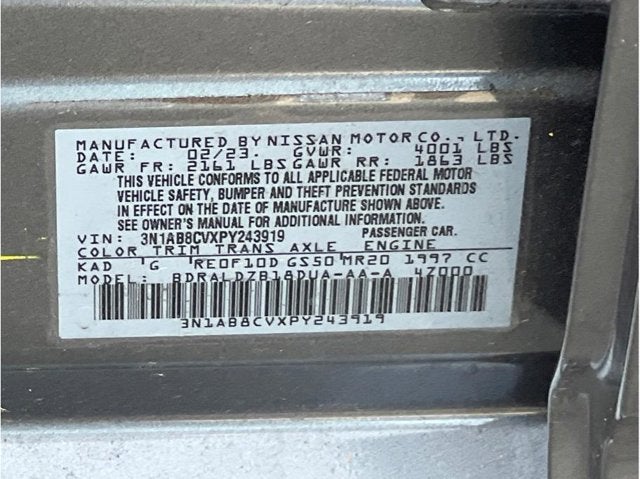 MANUFACTURED BY NISSAN MOTOR CO., LTD.
DATE: 02/23. GVWR: 4001 LBS
GAWR FR: 2161 LBS GAWR RR: 1863 LBS
THIS VEHICLE CONFORMS TO ALL APPLICABLE FEDERAL MOTOR
VEHICLE SAFETY, BUMPER AND THEFT PREVENTION STANDARDS
IN EFFECT ON THE DATE OF MANUFACTURE SHOWN ABOVE.
SEE OWNER'S MANUAL FOR ADDITIONAL INFORMATION.
VIN: 3N1AB8CVXPY243919 PASSENGER CAR.
COLOR TRIM TRANS AXLE ENGINE
KAD 'G 'RE0F10D GS50 MR20 1997 CC
MODEL: BDRALDZB18DUA-AA-A 4Z000
3N1AB8CVXPY243919